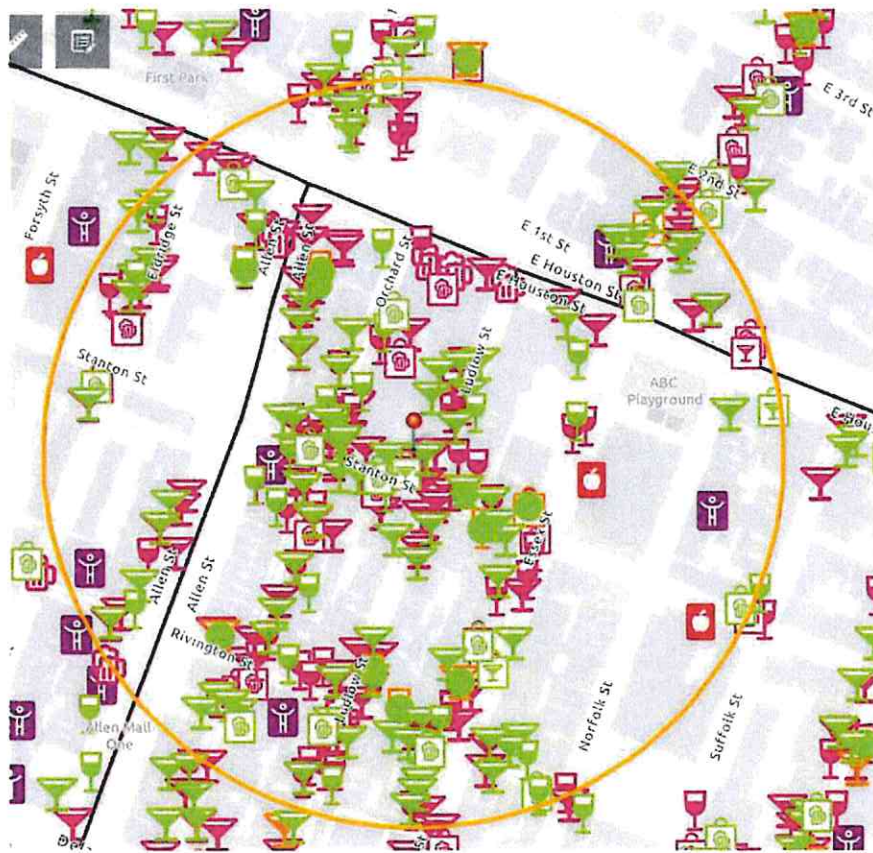 First Park
E 3rd St
E 2nd St
Forsyth St
Eldridge St
Allen St
Allen St
Orchard St
E 1st St
E Houston St
E Houston St
Stanton St
Ludlow St
ABC
Playground
E Hou
Stanton St
Essex St
Allen St
Allen St
Rivington St
Ludlow St
Norfolk St
Suffolk St
Allen Mall
One
St